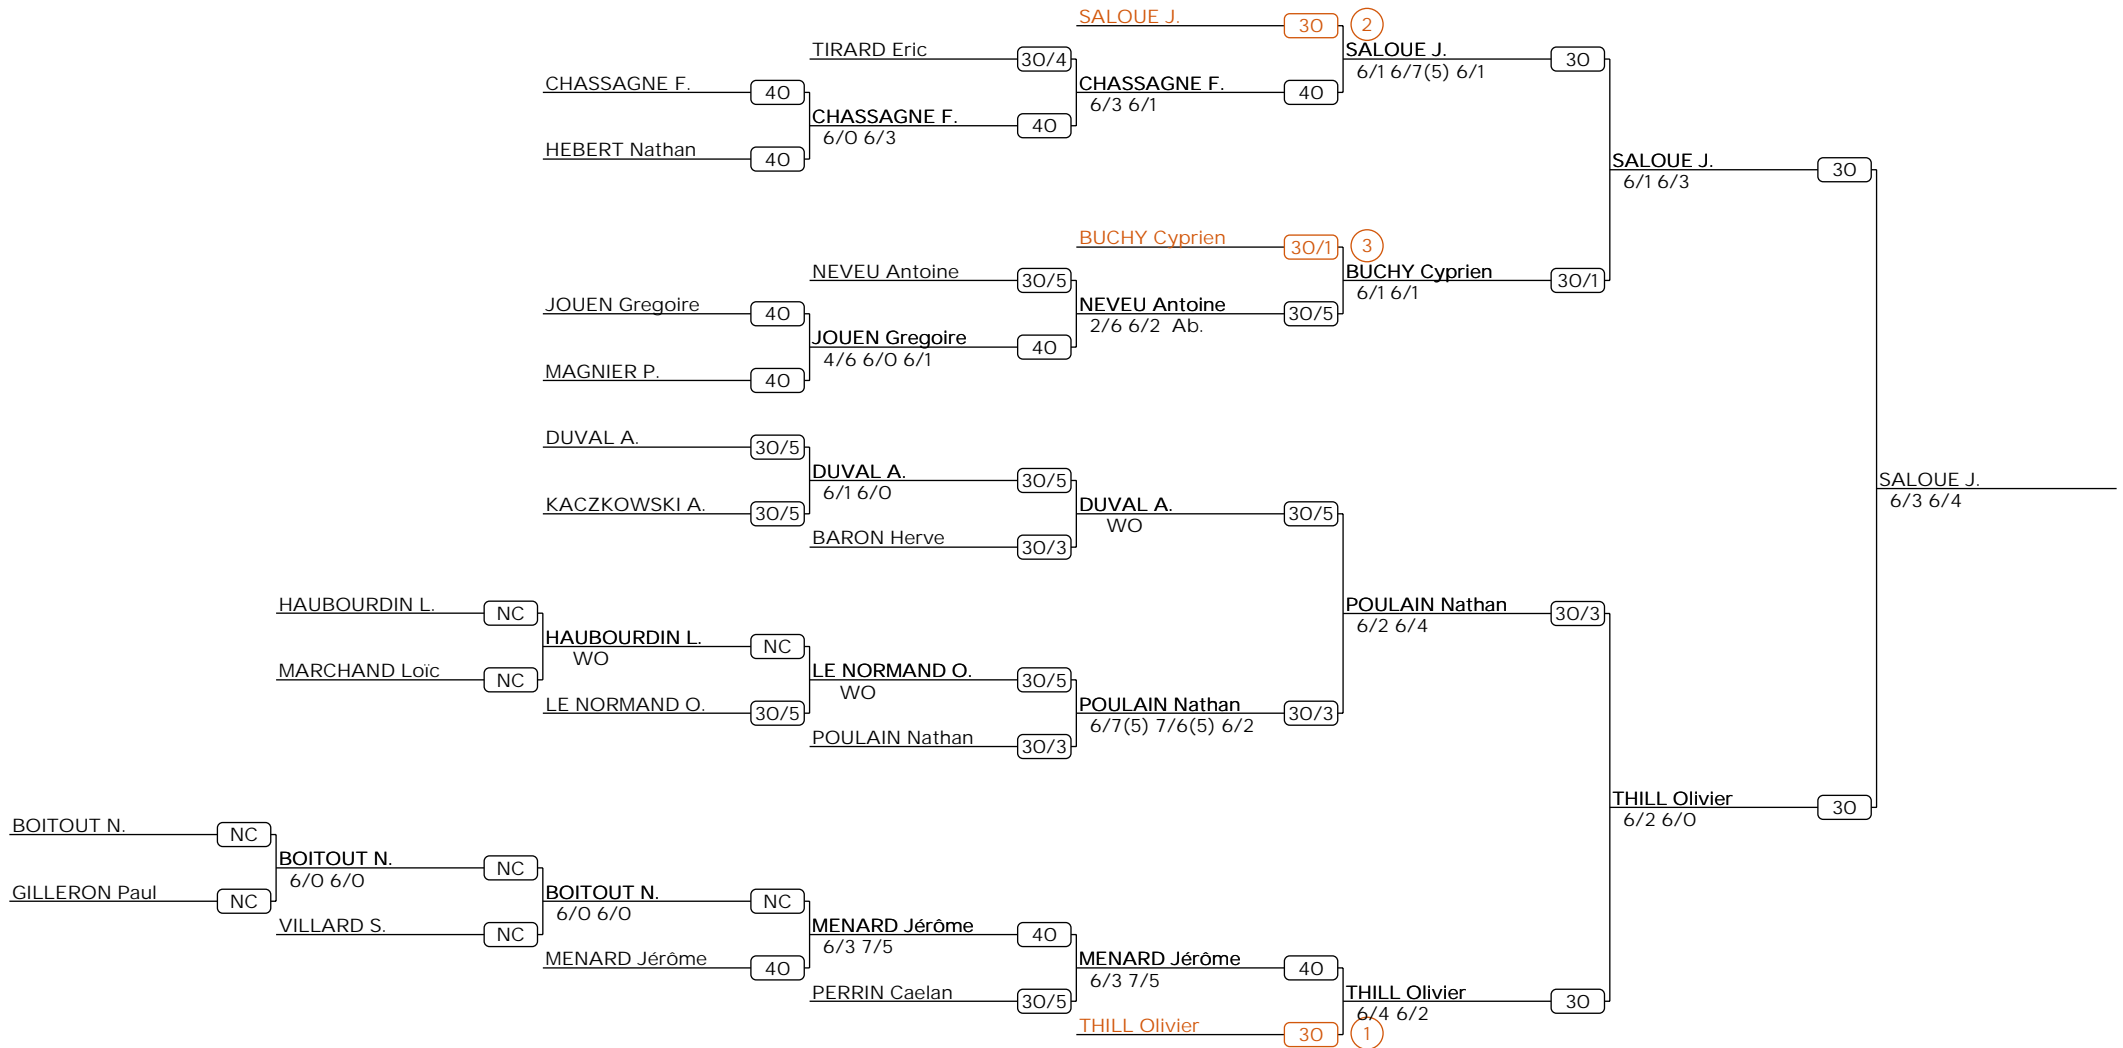 SALOUE J.
30
2
TIRARD Eric
30/4
SALOUE J.
30
6/1 6/7(5) 6/1
CHASSAGNE F.
40
CHASSAGNE F.
40
6/3 6/1
CHASSAGNE F.
40
6/0 6/3
HEBERT Nathan
40
SALOUE J.
30
6/1 6/3
BUCHY Cyprien
30/1
3
NEVEU Antoine
30/5
BUCHY Cyprien
30/1
6/1 6/1
JOUEN Gregoire
40
NEVEU Antoine
30/5
2/6 6/2 Ab.
JOUEN Gregoire
40
4/6 6/0 6/1
MAGNIER P.
40
DUVAL A.
30/5
DUVAL A.
30/5
6/1 6/0
SALOUE J.
6/3 6/4
KACZKOWSKI A.
30/5
DUVAL A.
30/5
WO
BARON Herve
30/3
HAUBOURDIN L.
NC
POULAIN Nathan
30/3
6/2 6/4
HAUBOURDIN L.
NC
WO
MARCHAND Loïc
NC
LE NORMAND O.
30/5
WO
LE NORMAND O.
30/5
POULAIN Nathan
30/3
6/7(5) 7/6(5) 6/2
POULAIN Nathan
30/3
THILL Olivier
30
6/2 6/0
BOITOUT N.
NC
BOITOUT N.
NC
6/0 6/0
GILLERON Paul
NC
BOITOUT N.
NC
6/0 6/0
VILLARD S.
NC
MENARD Jérôme
40
6/3 7/5
MENARD Jérôme
40
MENARD Jérôme
40
6/3 7/5
PERRIN Caelan
30/5
THILL Olivier
30
6/4 6/2
THILL Olivier
30
1